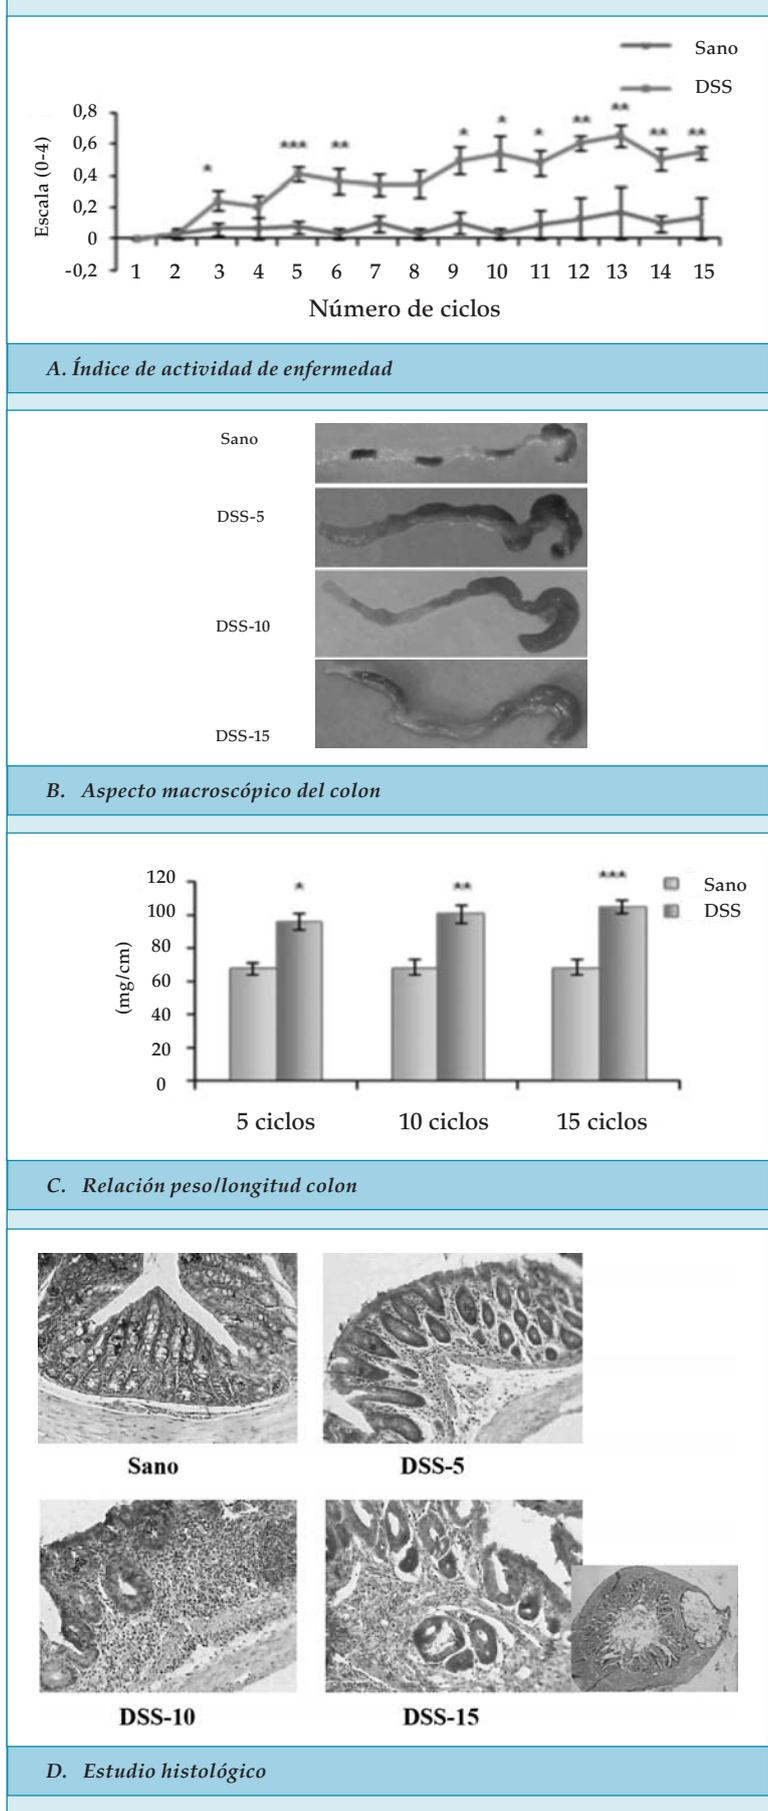 Sano
DSS
** 
* * * ** ** **
*** **
*
0,8
0,6
0,4
0,2
0
-0,2
Escala (0-4)
1 2 3 4 5 6 7 8 9 10 11 12 13 14 15
Número de ciclos
A. Índice de actividad de enfermedad
Sano
DSS-5
DSS-10
DSS-15
B. Aspecto macroscópico del colon
120
100
80
60
40
20
0
(mg/cm)
* ** ***
Sano
DSS
5 ciclos 10 ciclos 15 ciclos
C. Relación peso/longitud colon
Sano DSS-5
DSS-10 DSS-15
D. Estudio histológico